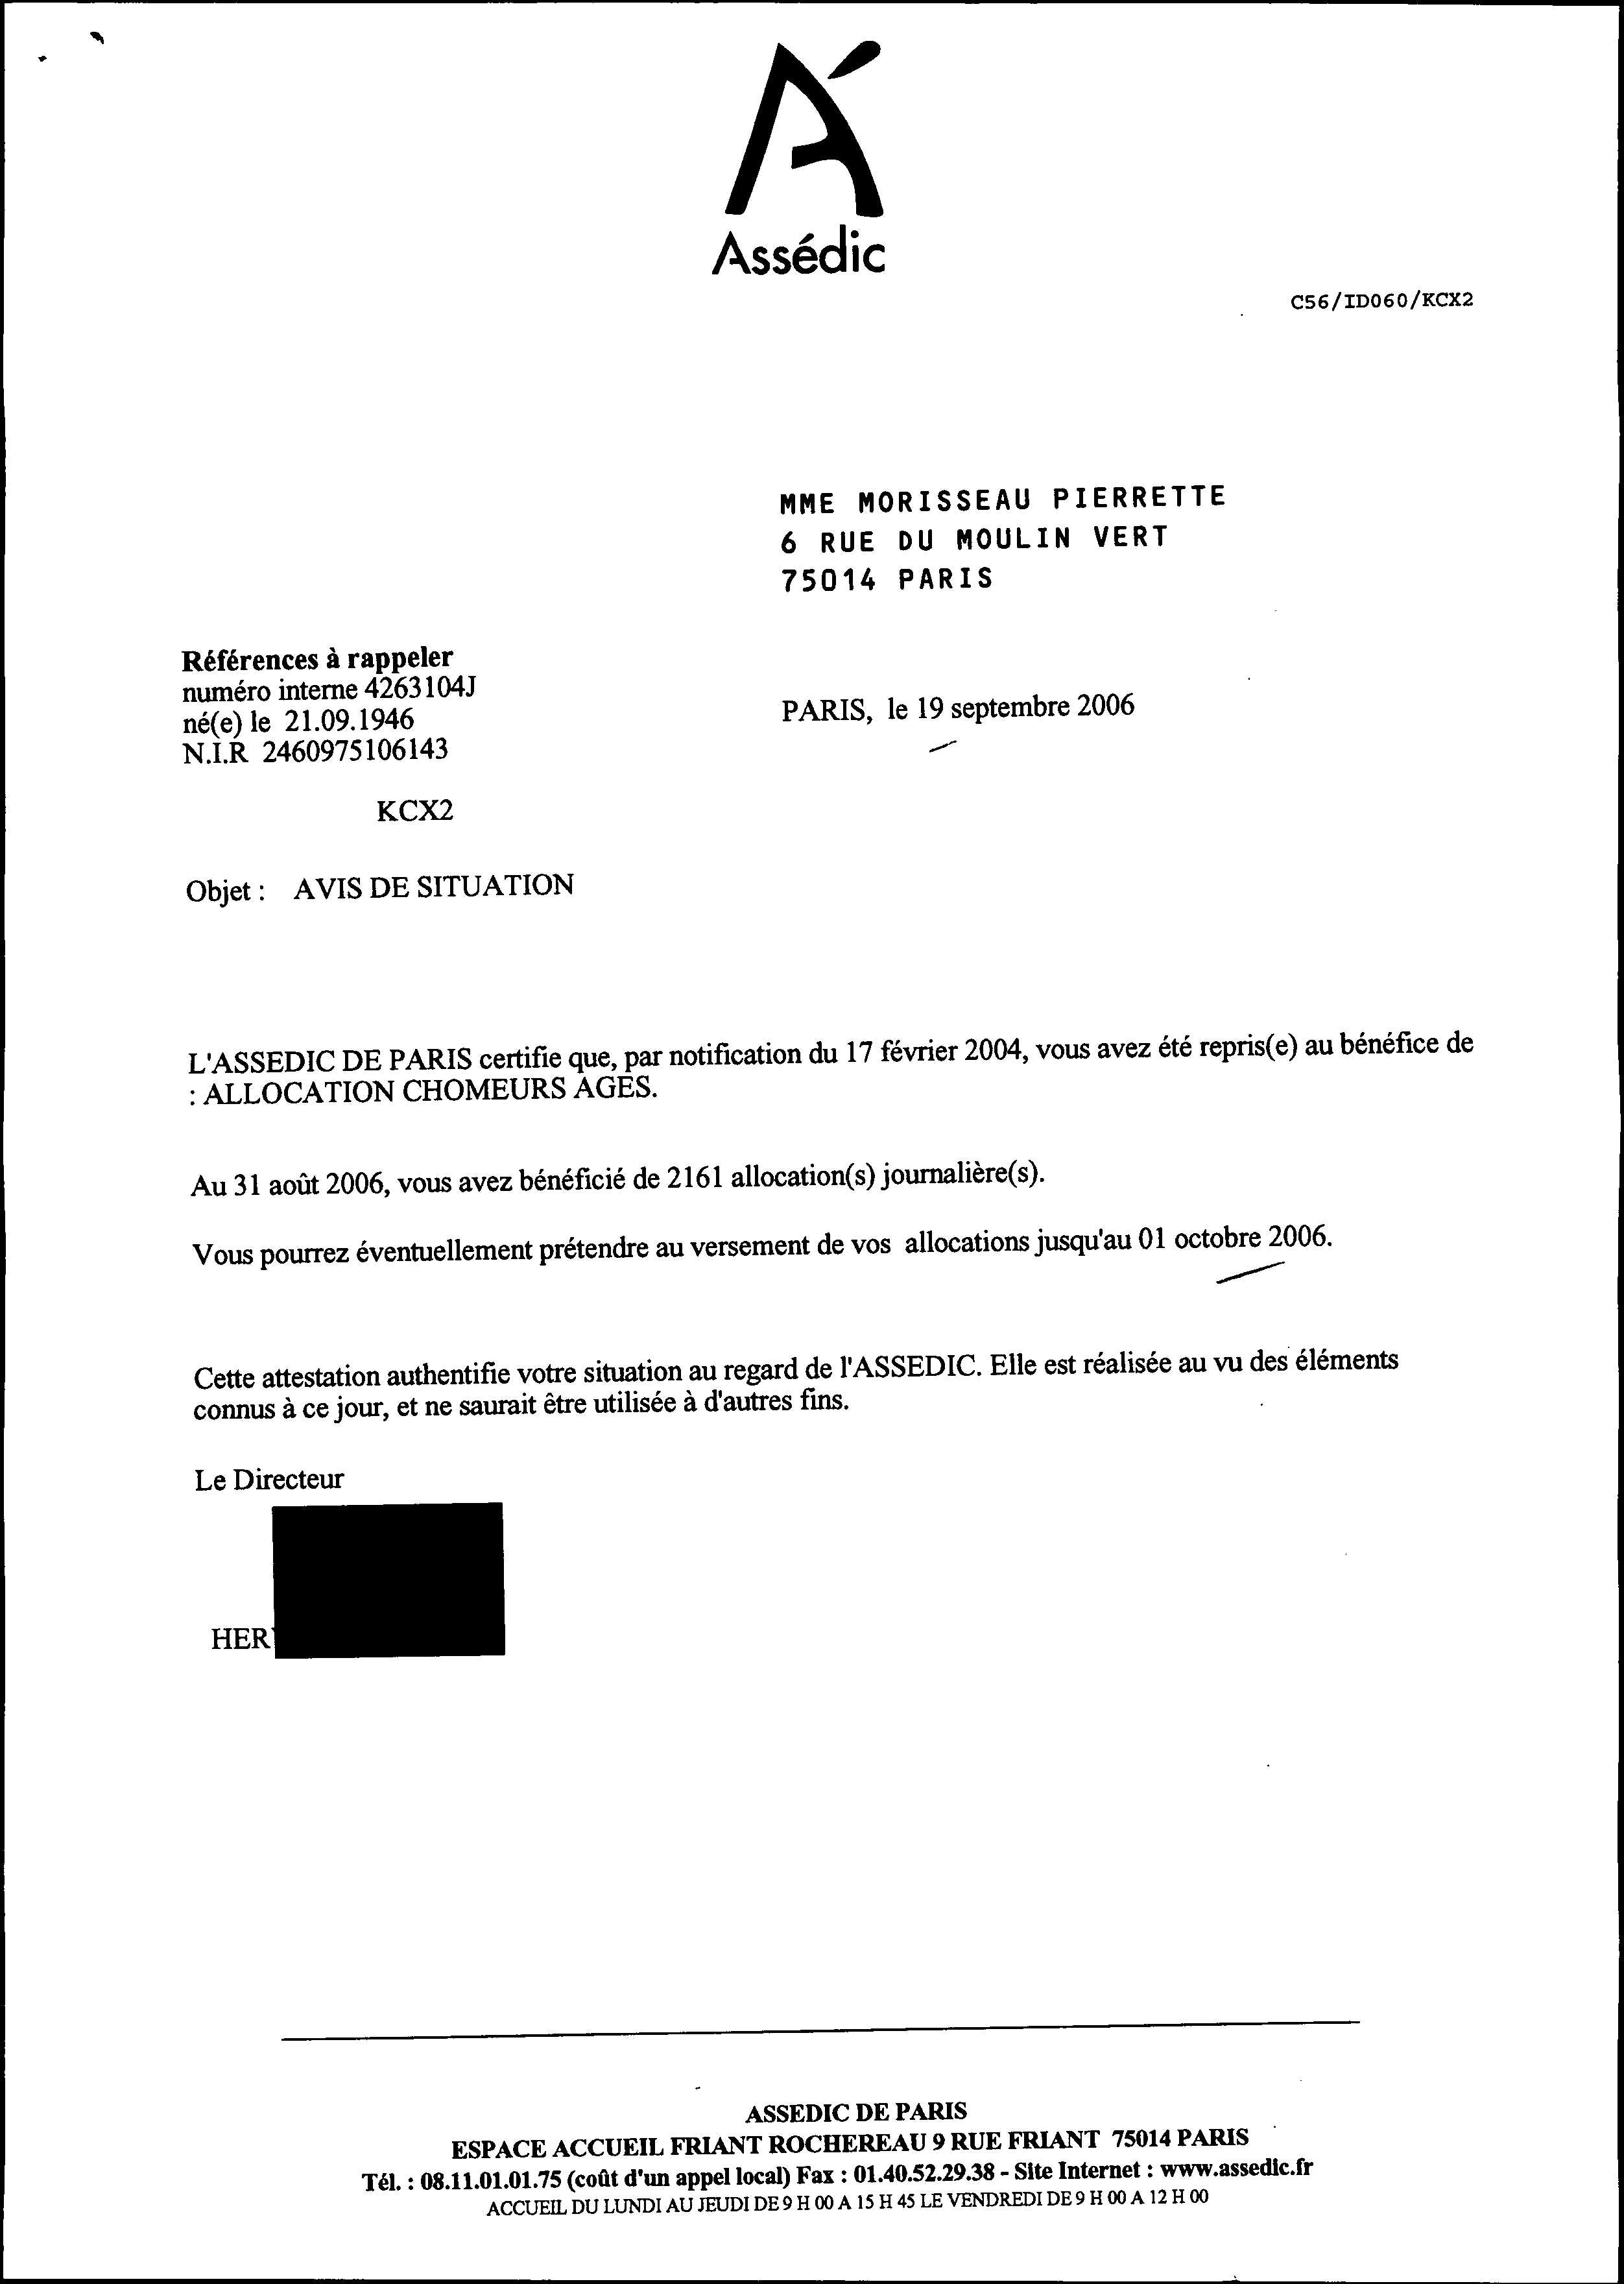 Assédic
C56/ID060/KCX2
MME MORISSEAU PIERRETTE
6 RUE DU MOULIN VERT
75014 PARIS
Références à rappeler
numéro interne 4263104J
né(e) le 21.09.1946
N.I.R 2460975106143
PARIS, le 19 septembre 2006
KCX2
Objet : AVIS DE SITUATION
L'ASSEDIC DE PARIS certifie que, par notification du 17 février 2004, vous avez été repris(e) au bénéfice de
: ALLOCATION CHOMEURS AGES.
Au 31 août 2006, vous avez bénéficié de 2161 allocation(s) journalière(s).
Vous pourrez éventuellement prétendre au versement de vos allocations jusqu'au 01 octobre 2006.
Cette attestation authentifie votre situation au regard de l'ASSEDIC. Elle est réalisée au vu des éléments
connus à ce jour, et ne saurait être utilisée à d'autres fins.
Le Directeur
ASSEDIC DE PARIS
ESPACE ACCUEIL FRIANT ROCHEREAU 9 RUE FRIANT 75014 PARIS
Tél. : 08.11.01.01.75 (coût d'un appel local) Fax : 01.40.52.29.38 - Site Internet : www.assedic.fr
ACCUEIL DU LUNDI AU JEUDI DE 9 H 00 A 15 H 45 LE VENDREDI DE 9 H 00 A 12 H 00